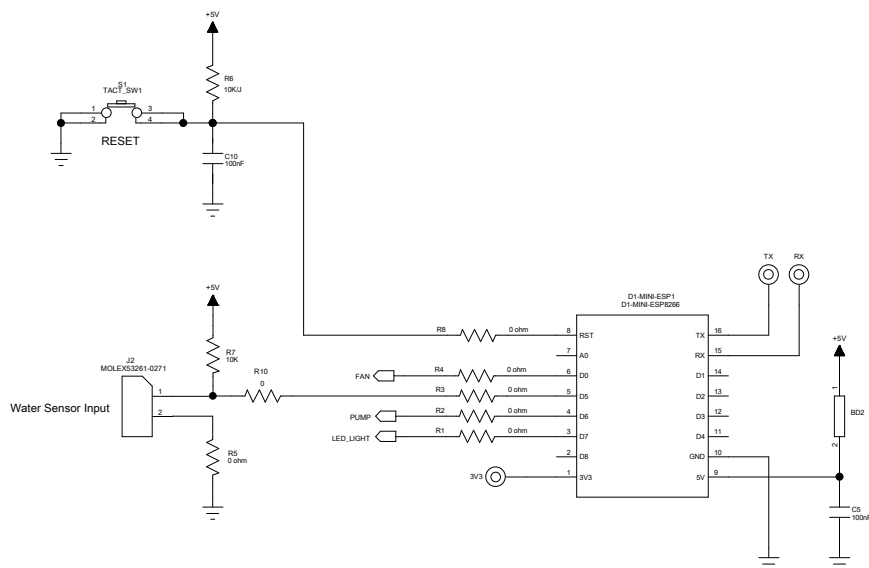 +5V
R6
10K/J
S1
TACT_SW1
1
3
2
4
RESET
C10
100nF
TX
RX
D1-MINI-ESP1
D1-MINI-ESP8266
+5V
+5V
R8
0 ohm
8
RST
TX
16
7
A0
RX
15
R7
10K
J2
MOLEX53261-0271
R10
0
FAN
R4
0 ohm
6
D0
D1
14
1
R3
0 ohm
5
D5
D2
13
1
Water Sensor Input
2
PUMP
R2
0 ohm
4
D6
D3
12
BD2
LED_LIGHT
R1
0 ohm
3
D7
D4
11
2
R5
0 ohm
2
D8
GND
10
3V3
1
3V3
5V
9
C5
100nF